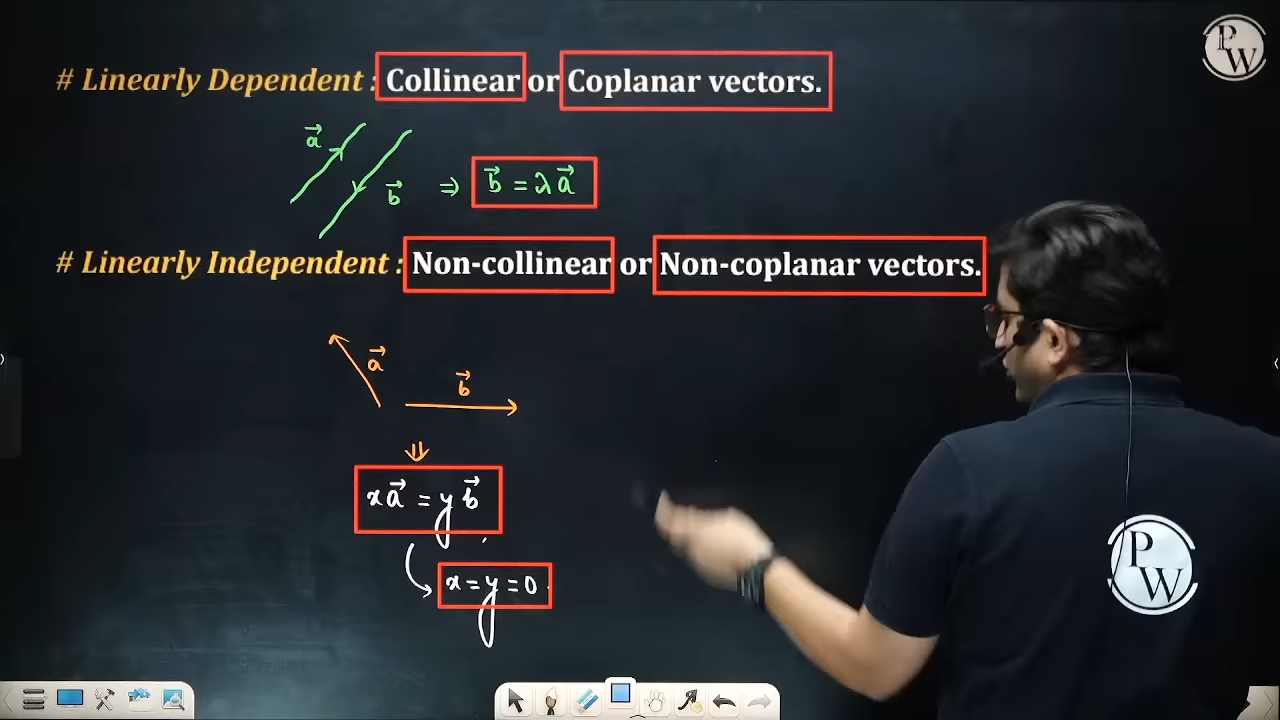 PW
# Linearly Dependent : Collinear or Coplanar vectors.
a⃗
b⃗ ⇒ b⃗ = λa⃗
# Linearly Independent : Non-collinear or Non-coplanar vectors.
a⃗
b⃗
⇓
xa⃗ = yb⃗
x = y = 0.
PW